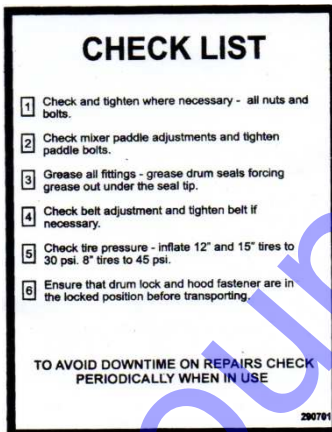 CHECK LIST
1 Check and tighten where necessary - all nuts and
bolts.
2 Check mixer paddle adjustments and tighten
paddle bolts.
3 Grease all fittings - grease drum seals forcing
grease out under the seal tip.
4 Check belt adjustment and tighten belt if
necessary.
5 Check tire pressure - inflate 12" and 15" tires to
30 psi. 8" tires to 45 psi.
6 Ensure that drum lock and hood fastener are in
the locked position before transporting.
TO AVOID DOWNTIME ON REPAIRS CHECK
PERIODICALLY WHEN IN USE
290701